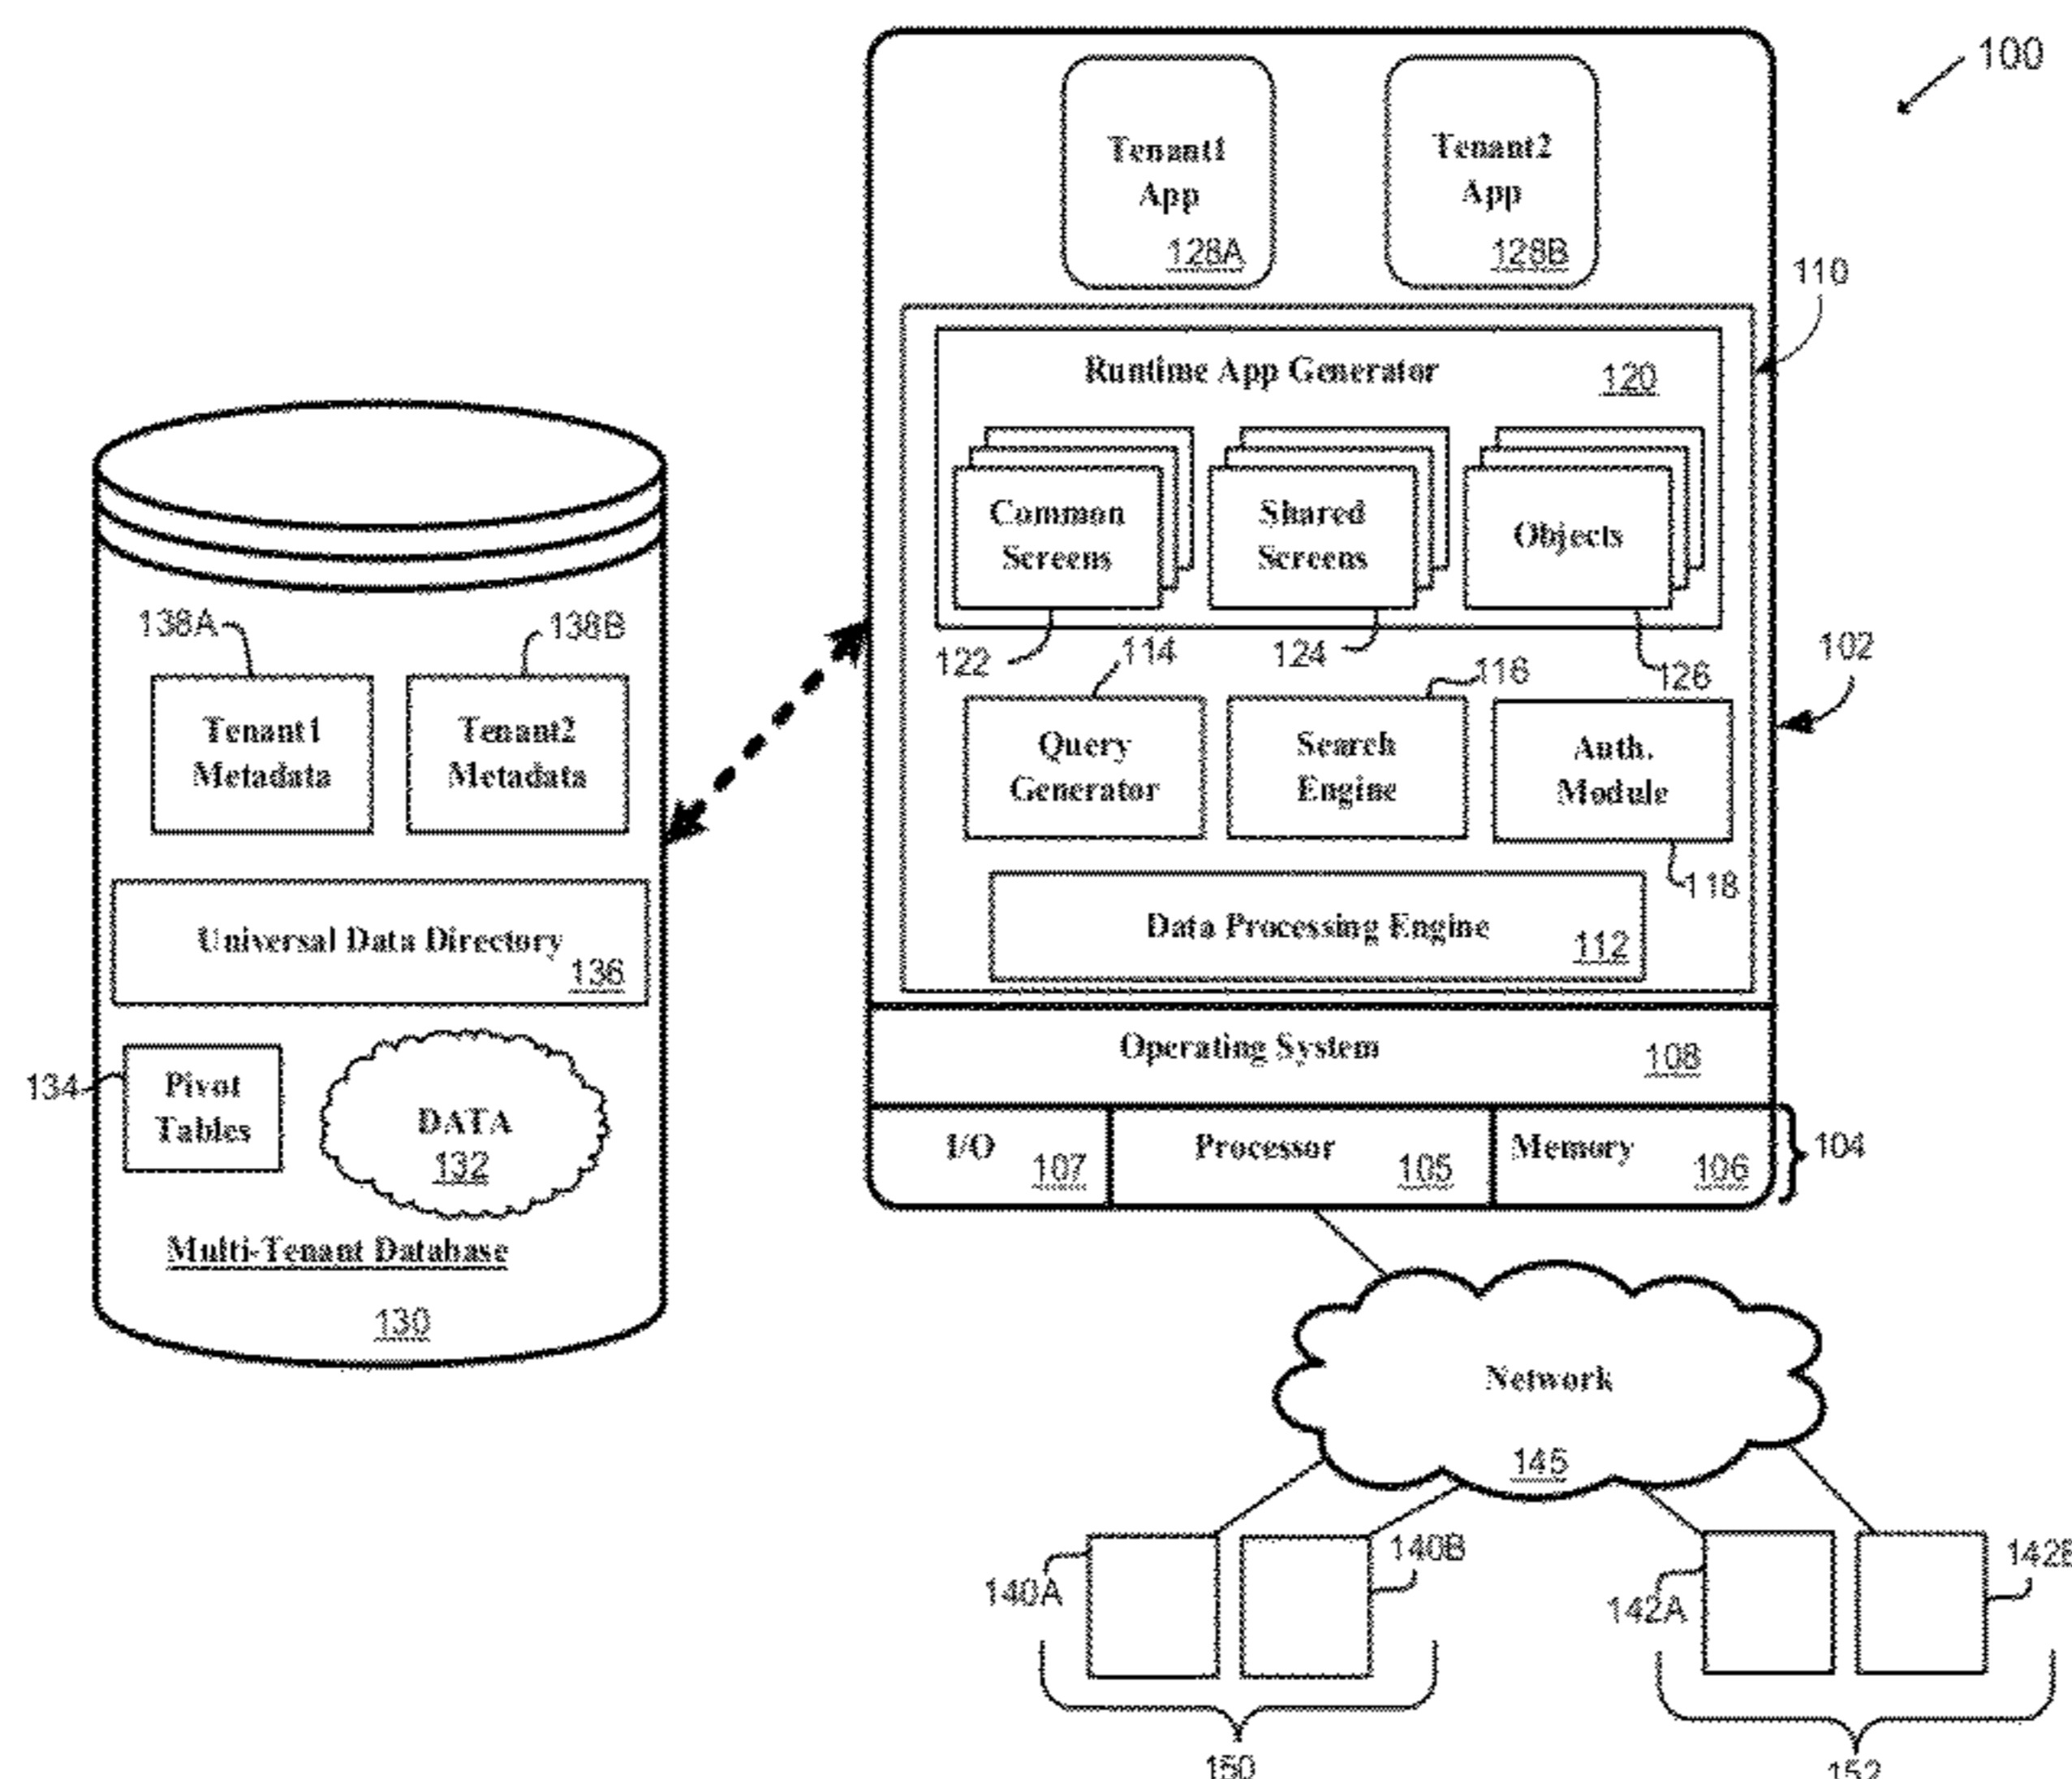 100
Tenant1
App
128A
Tenant2
App
128B
110
Runtime App Generator
120
Common
Screens
Shared
Screens
Objects
122
114
124
116
126
102
Query
Generator
Search
Engine
Auth.
Module
118
Data Processing Engine
112
Operating System
108
I/O
107
Processor
105
Memory
106
104
138A
138B
Tenant1
Metadata
Tenant2
Metadata
Universal Data Directory
136
134
Pivot
Tables
DATA
132
Multi-Tenant Database
130
Network
145
140A
140B
142A
142B
150
152